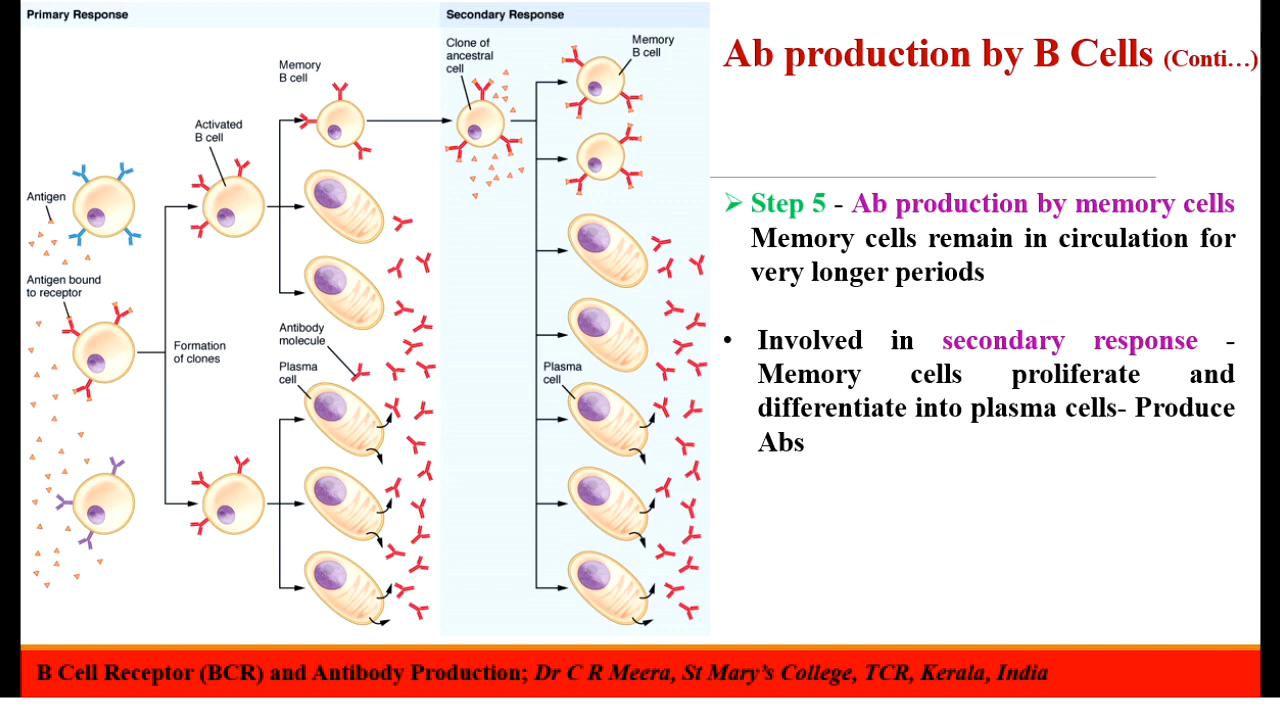 Primary Response
Secondary Response
Ab production by B Cells (Conti…)
Clone of
ancestral
cell
Memory
B cell
Memory
B cell
Activated
B cell
Antigen
Antigen bound
to receptor
Formation
of clones
Antibody
molecule
Plasma
cell
Plasma
cell
➢ Step 5 - Ab production by memory cells
Memory cells remain in circulation for
very longer periods
• Involved in secondary response -
Memory cells proliferate and
differentiate into plasma cells- Produce
Abs
B Cell Receptor (BCR) and Antibody Production; Dr C R Meera, St Mary's College, TCR, Kerala, India